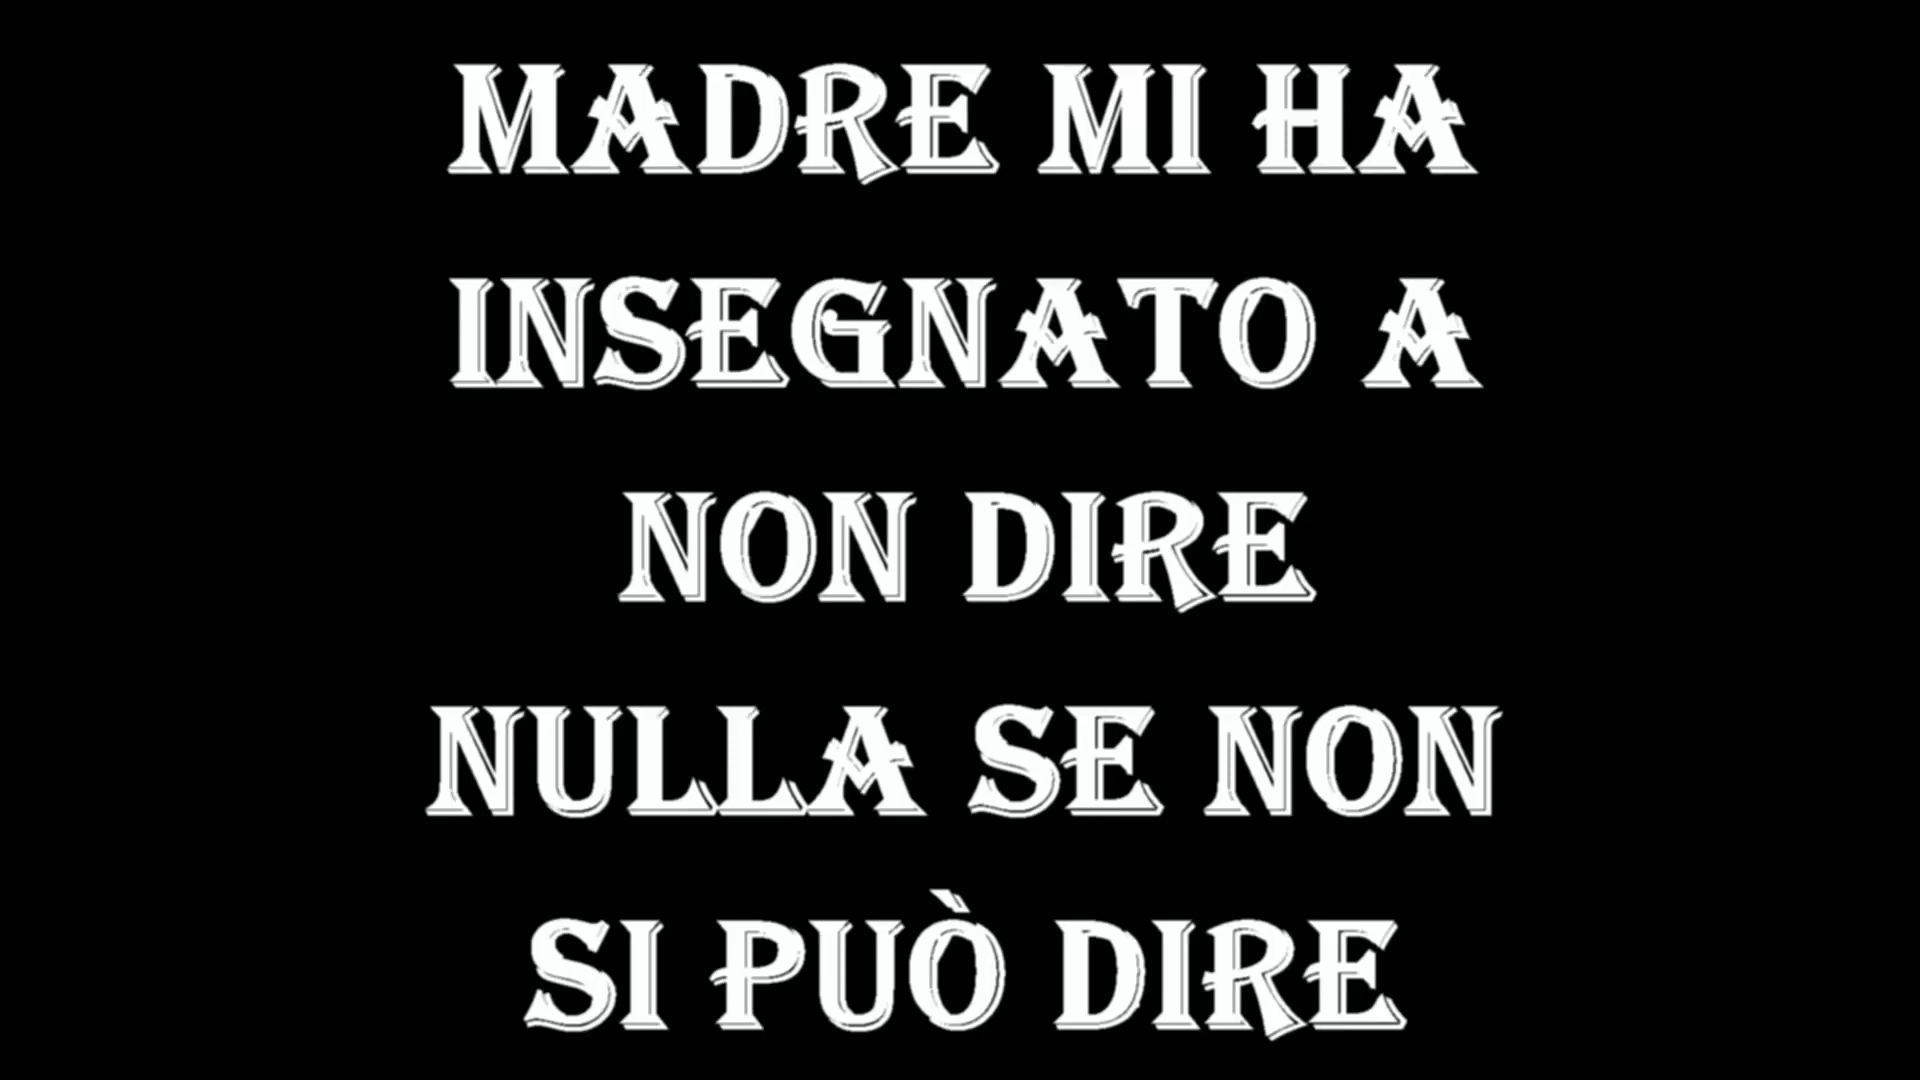 MADRE MI HA
INSEGNATO A
NON DIRE
NULLA SE NON
SI PUÒ DIRE